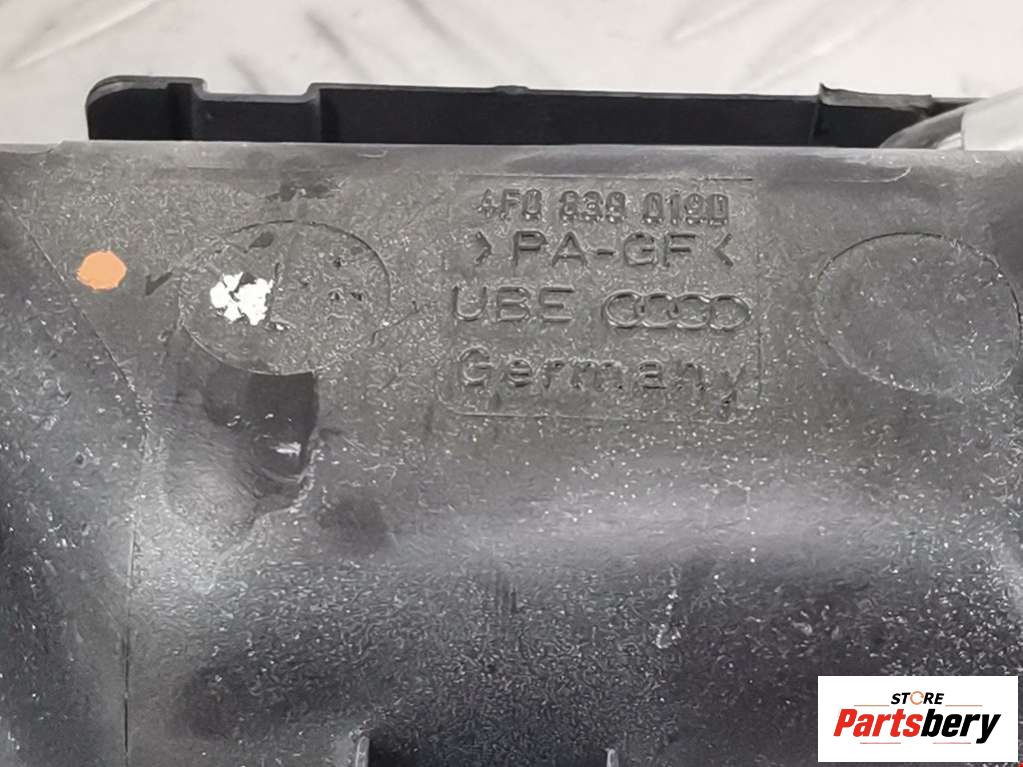 4F0 839 019D
>PA-GF<
UBE
Germany
STORE
Partsbery